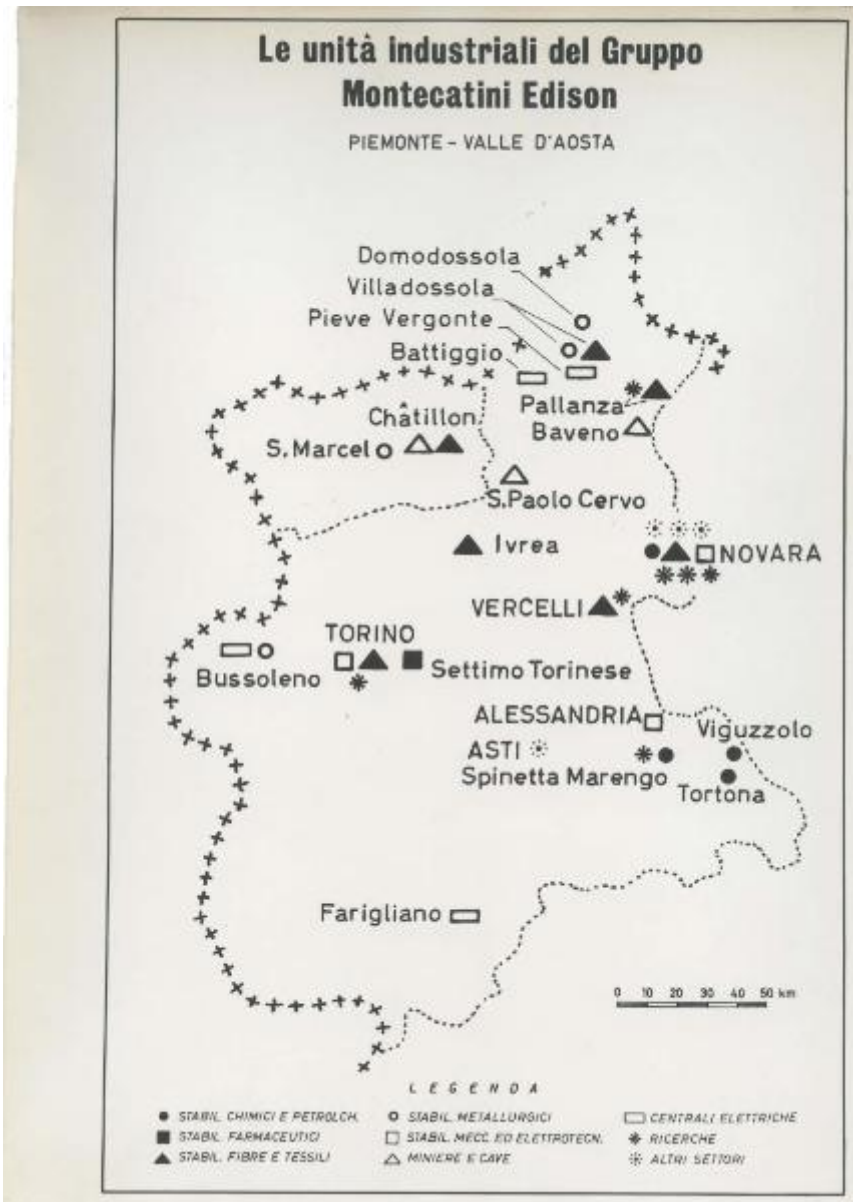 Le unità industriali del Gruppo
Montecatini Edison
PIEMONTE - VALLE D'AOSTA
Domodossola
Villadossola
Pieve Vergonte
Battiggio
Pallanza
Baveno
Châtillon
S. Marcel
S. Paolo Cervo
Ivrea
NOVARA
VERCELLI
TORINO
Bussoleno
Settimo Torinese
ALESSANDRIA
Viguzzolo
ASTI
Spinetta Marengo
Tortona
Farigliano
0 10 20 30 40 50 km
LEGENDA
STABIL. CHIMICI E PETROLCH.
STABIL. METALLURGICI
CENTRALI ELETTRICHE
STABIL. FARMACEUTICI
STABIL. MECC. ED ELETTROTECN.
RICERCHE
STABIL. FIBRE E TESSILI
MINIERE E CAVE
ALTRI SETTORI